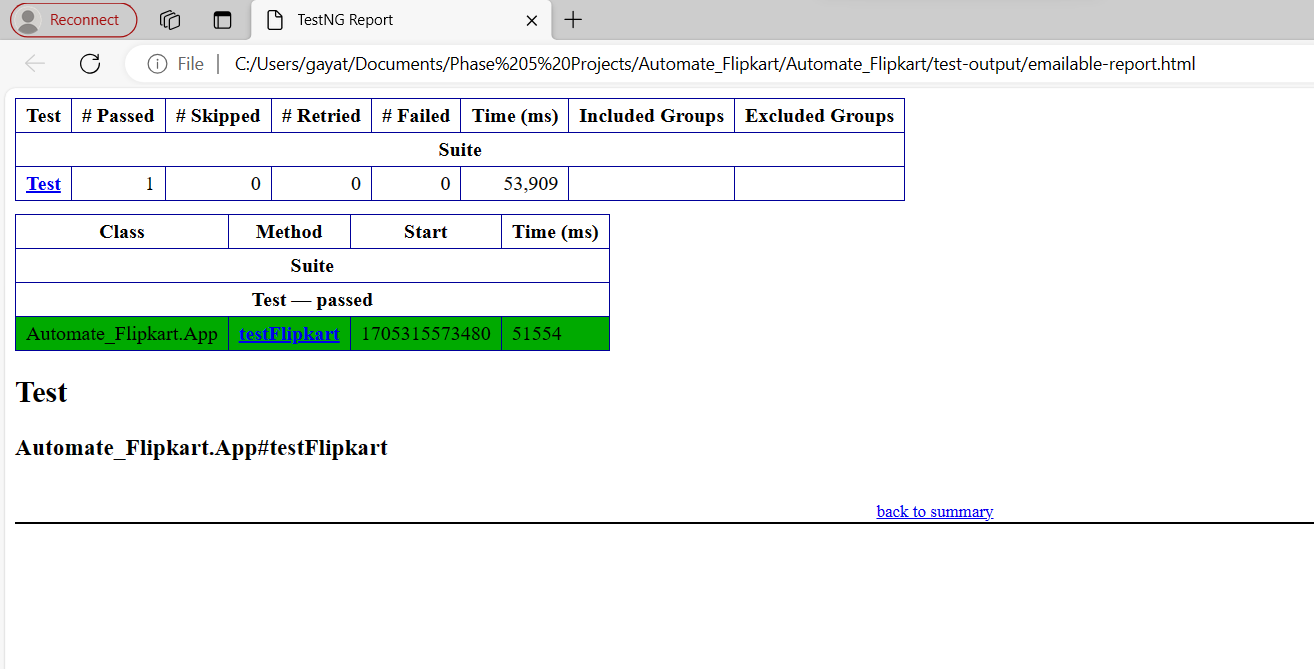 Reconnect TestNG Report
File C:/Users/gayat/Documents/Phase%205%20Projects/Automate_Flipkart/Automate_Flipkart/test-output/emailable-report.html
Test # Passed # Skipped # Retried # Failed Time (ms) Included Groups Excluded Groups
Suite
Test 1 0 0 0 53,909
Class Method Start Time (ms)
Suite
Test — passed
Automate_Flipkart.App testFlipkart 1705315573480 51554
Test
Automate_Flipkart.App#testFlipkart
back to summary